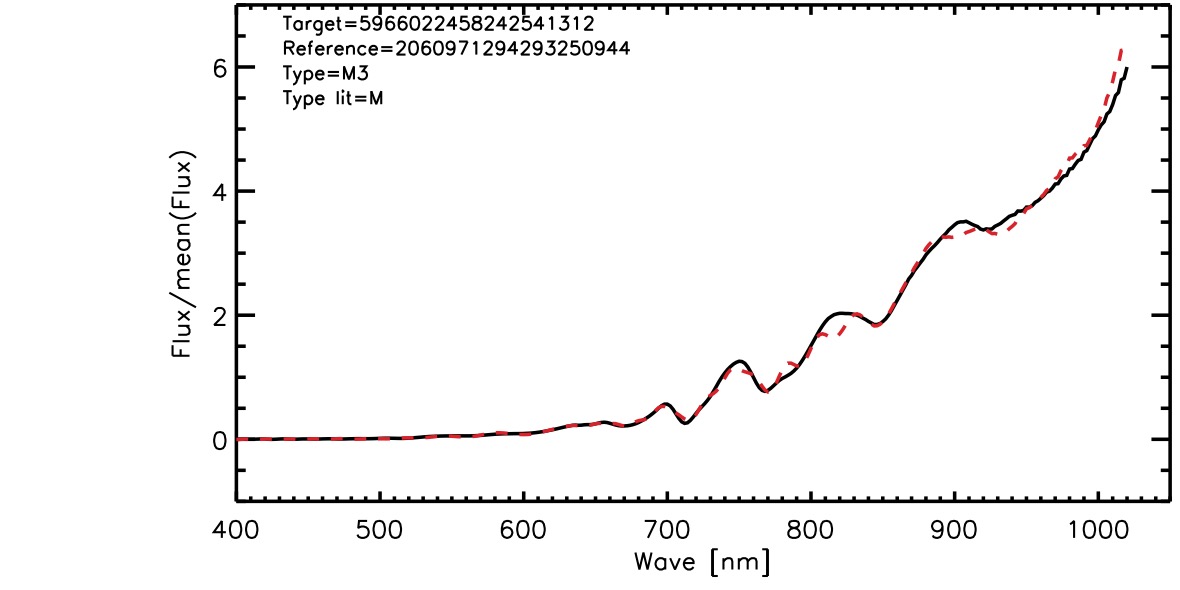 Target=5966022458242541312
Reference=2060971294293250944
Type=M3
Type lit=M
6
4
2
0
Flux/mean(Flux)
400 500 600 700 800 900 1000
Wave [nm]